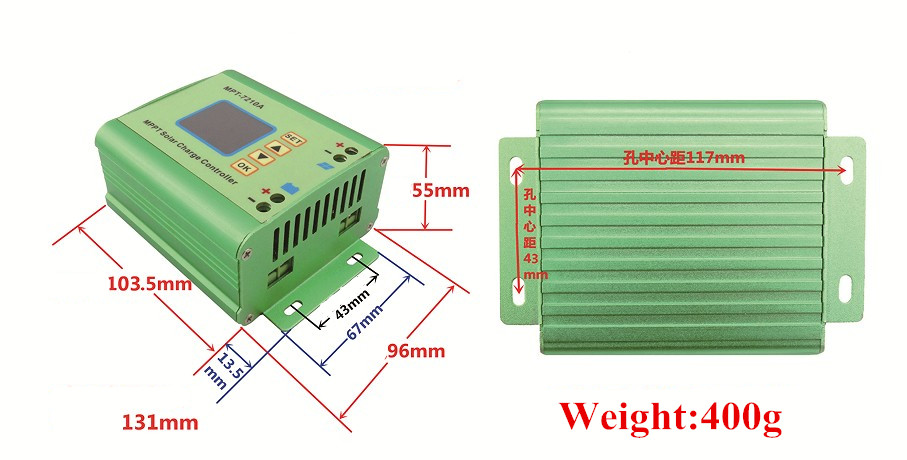 MPT-7210A
MPPT Solar Charge Controller
SET
OK
+
−
+
−
55mm
103.5mm
43mm
67mm
96mm
13.5
mm
131mm
孔中心距117mm
孔
中
心
距
43
mm
Weight:400g